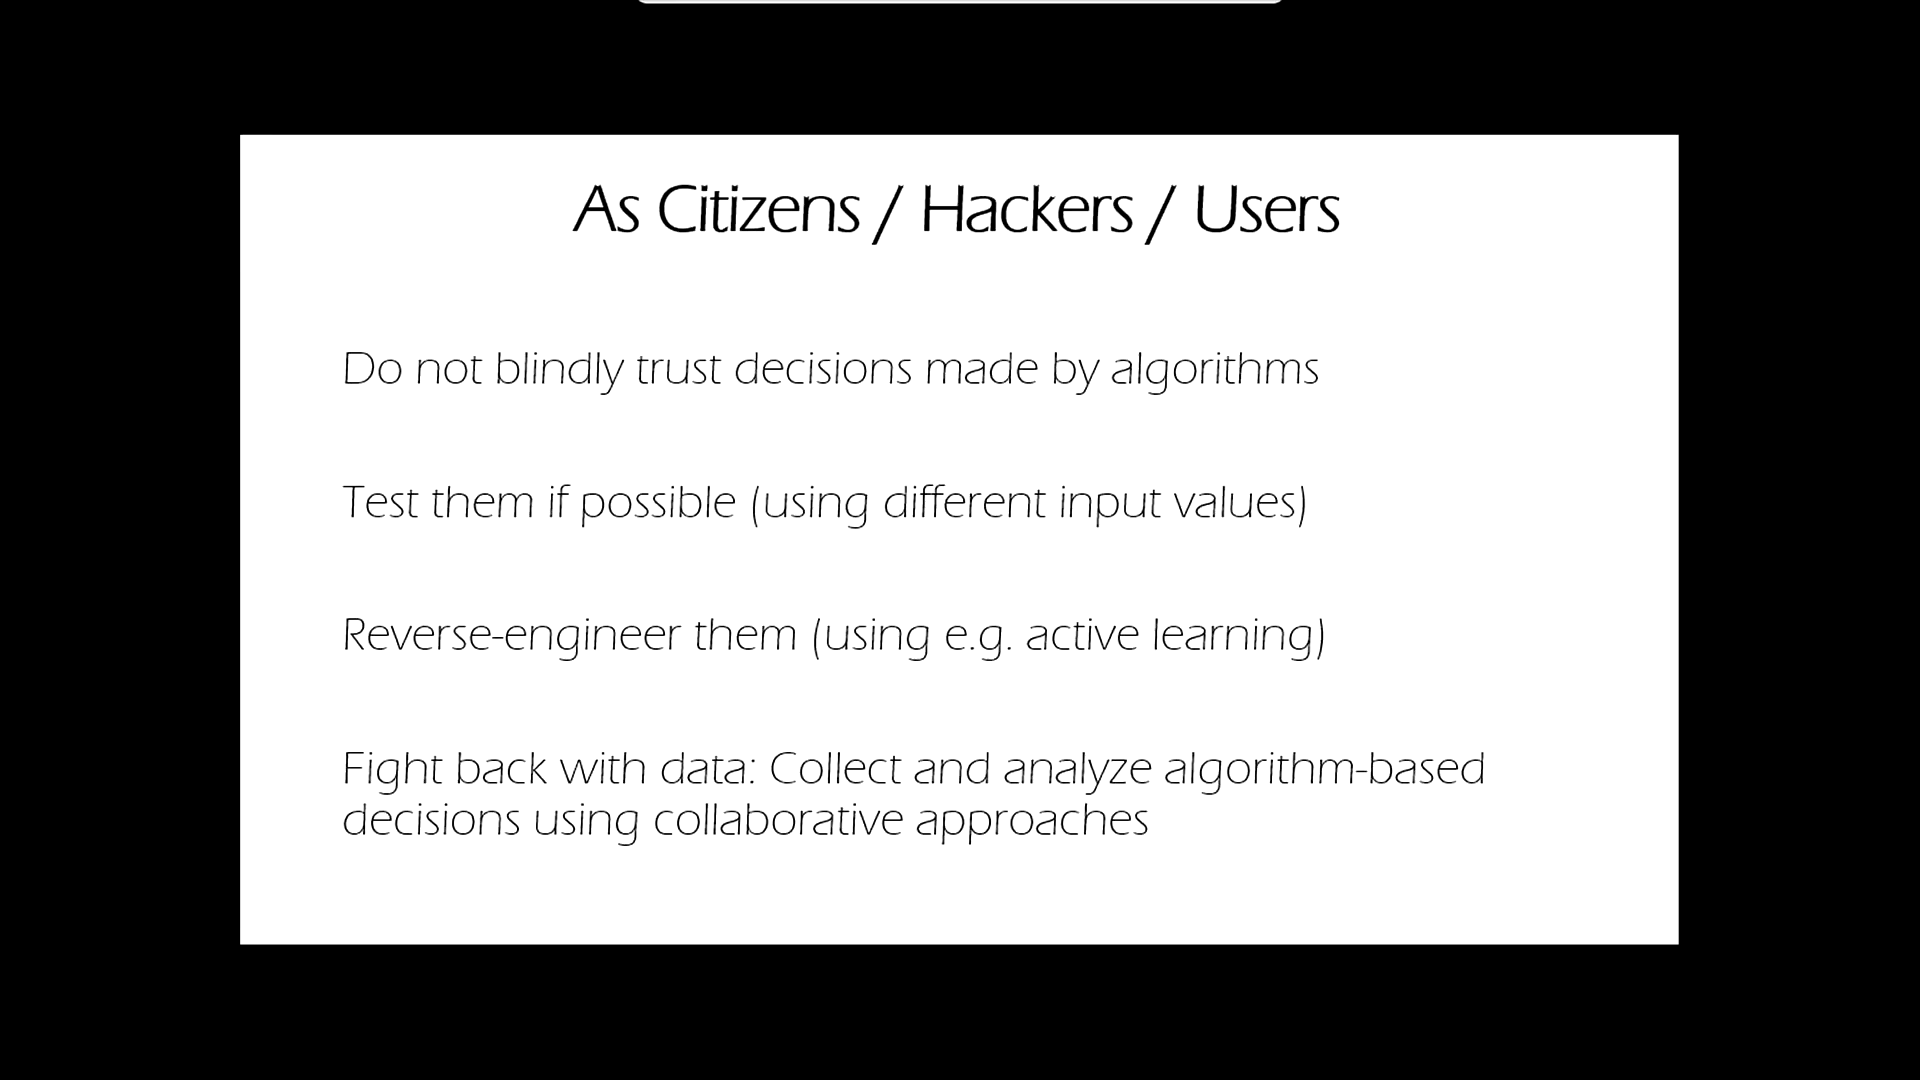 As Citizens / Hackers / Users
Do not blindly trust decisions made by algorithms
Test them if possible (using different input values)
Reverse-engineer them (using e.g. active learning)
Fight back with data: Collect and analyze algorithm-based
decisions using collaborative approaches